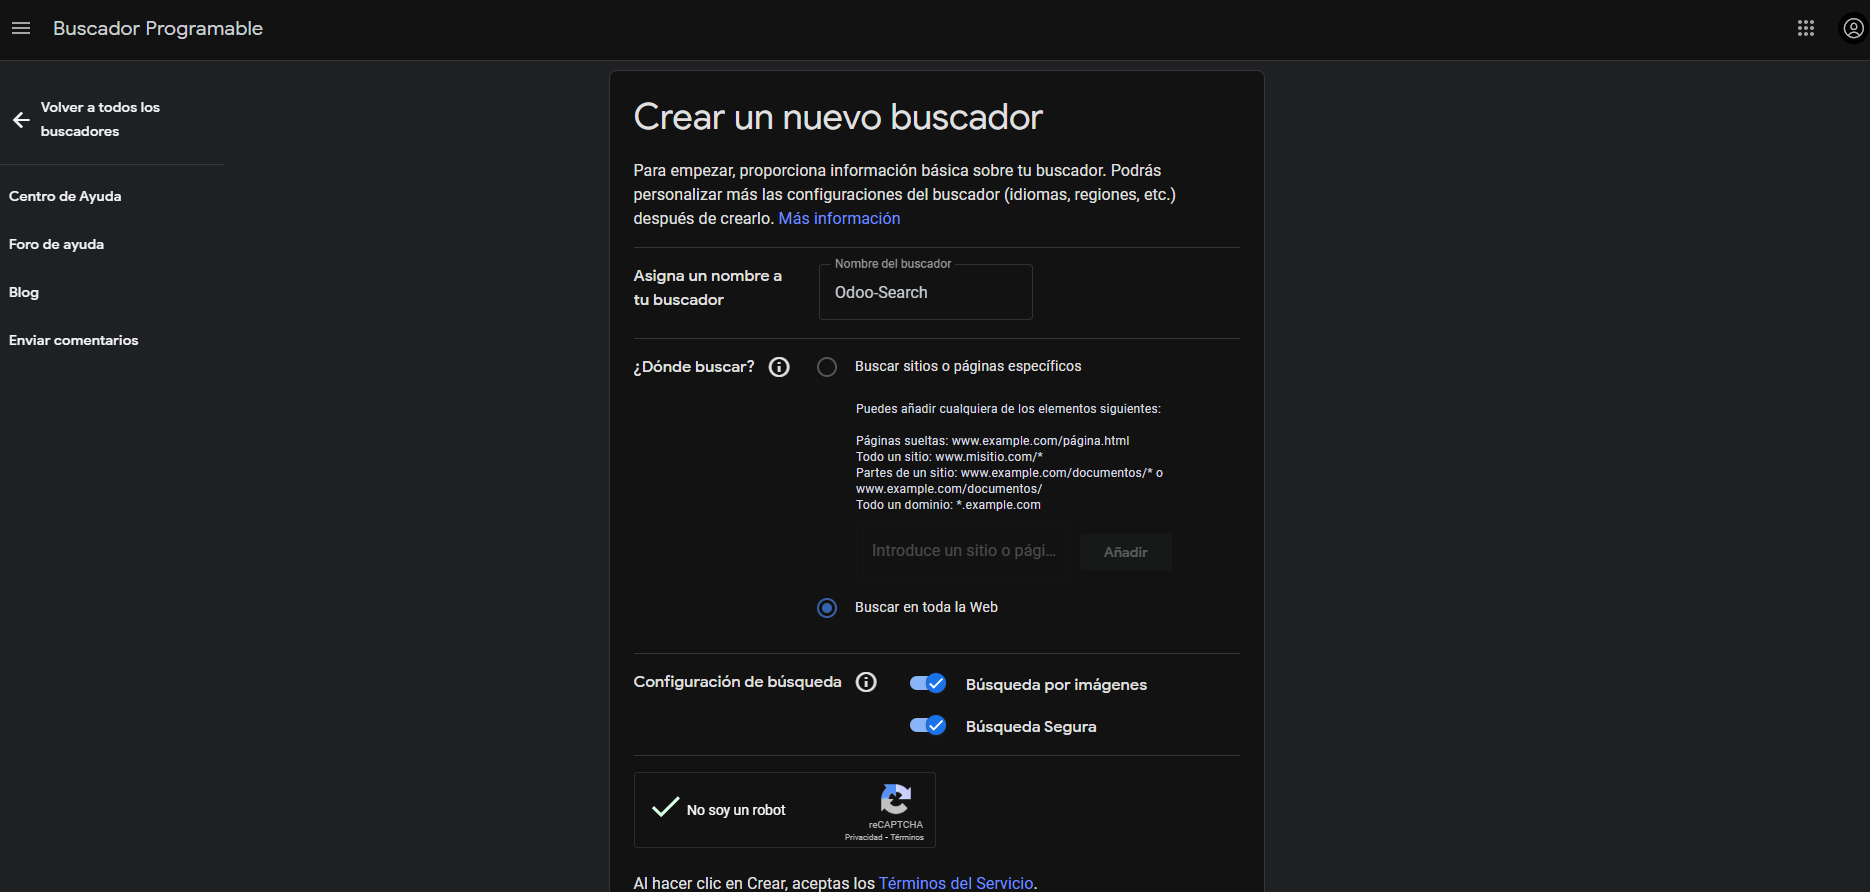 Buscador Programable
Volver a todos los
buscadores
Centro de Ayuda
Foro de ayuda
Blog
Enviar comentarios
Crear un nuevo buscador
Para empezar, proporciona información básica sobre tu buscador. Podrás
personalizar más las configuraciones del buscador (idiomas, regiones, etc.)
después de crearlo. Más información
Asigna un nombre a
tu buscador
Nombre del buscador
Odoo-Search
¿Dónde buscar?
Buscar sitios o páginas específicos
Puedes añadir cualquiera de los elementos siguientes:
Páginas sueltas: www.example.com/página.html
Todo un sitio: www.misitio.com/*
Partes de un sitio: www.example.com/documentos/* o
www.example.com/documentos/
Todo un dominio: *.example.com
Introduce un sitio o pági...
Añadir
Buscar en toda la Web
Configuración de búsqueda
Búsqueda por imágenes
Búsqueda Segura
No soy un robot
reCAPTCHA
Privacidad - Términos
Al hacer clic en Crear, aceptas los Términos del Servicio.